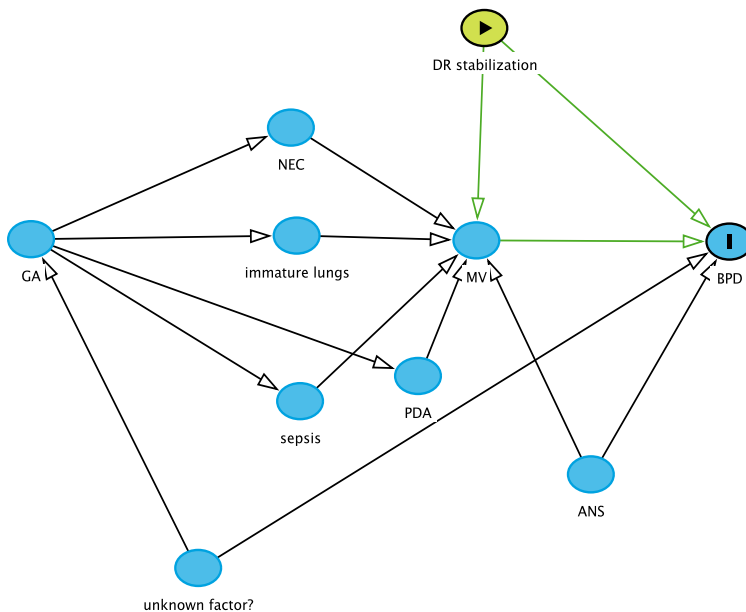 DR stabilization
NEC
GA
immature lungs
MV
BPD
PDA
sepsis
ANS
unknown factor?